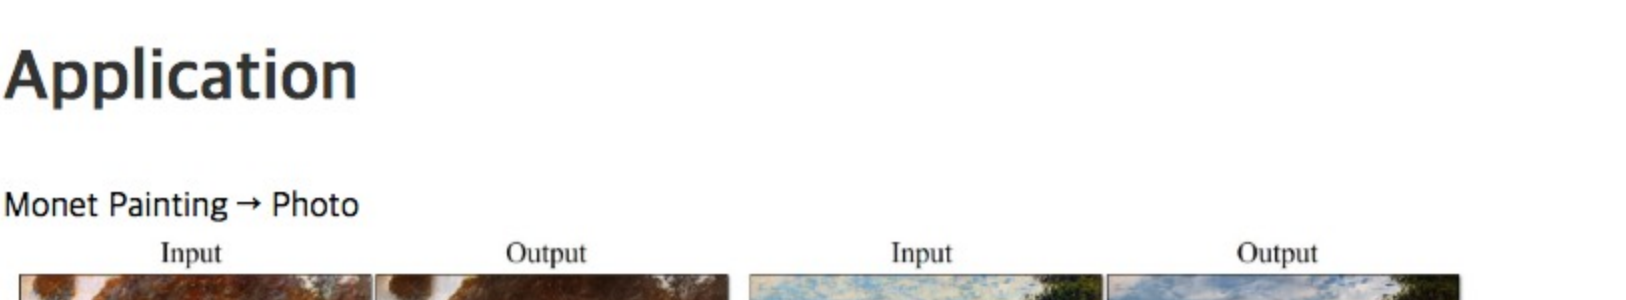 Application
Monet Painting → Photo
Input Output Input Output